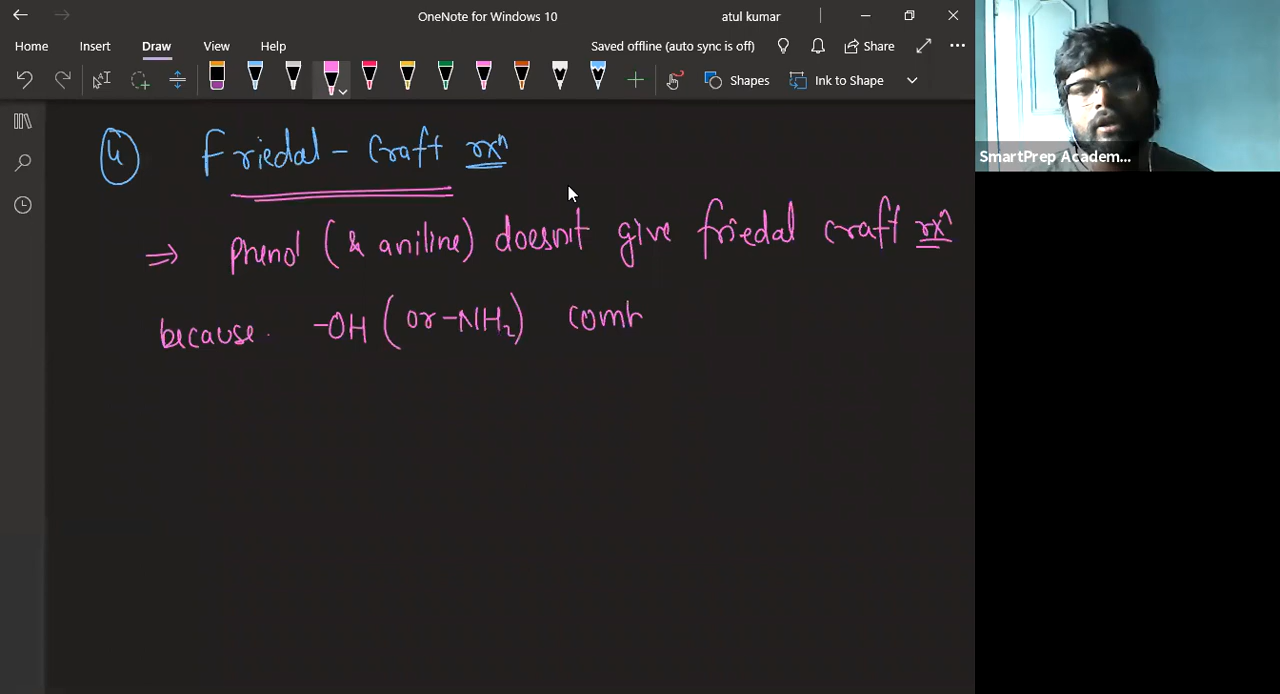 OneNote for Windows 10
atul kumar
Home Insert Draw View Help
Saved offline (auto sync is off)
Share
Shapes
Ink to Shape
SmartPrep Academ...
4 Friedal - Craft rxⁿ
⇒ phenol (& aniline) doesn't give friedal craft rxⁿ
because. -OH (or -NH₂) comb